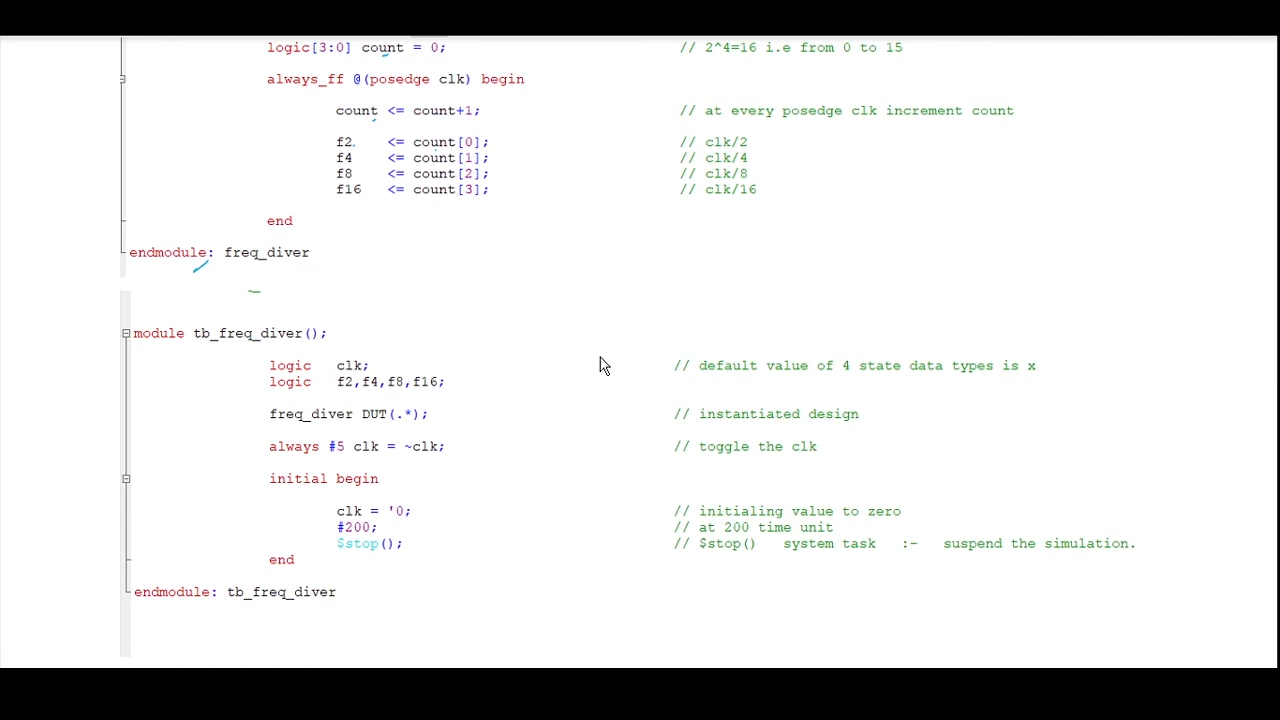 logic[3:0] count = 0; // 2^4=16 i.e from 0 to 15
always_ff @(posedge clk) begin
count <= count+1; // at every posedge clk increment count
f2 <= count[0]; // clk/2
f4 <= count[1]; // clk/4
f8 <= count[2]; // clk/8
f16 <= count[3]; // clk/16
end
endmodule: freq_diver
module tb_freq_diver();
logic clk; // default value of 4 state data types is x
logic f2,f4,f8,f16;
freq_diver DUT(.*); // instantiated design
always #5 clk = ~clk; // toggle the clk
initial begin
clk = '0; // initialing value to zero
#200; // at 200 time unit
$stop(); // $stop() system task :- suspend the simulation.
end
endmodule: tb_freq_diver